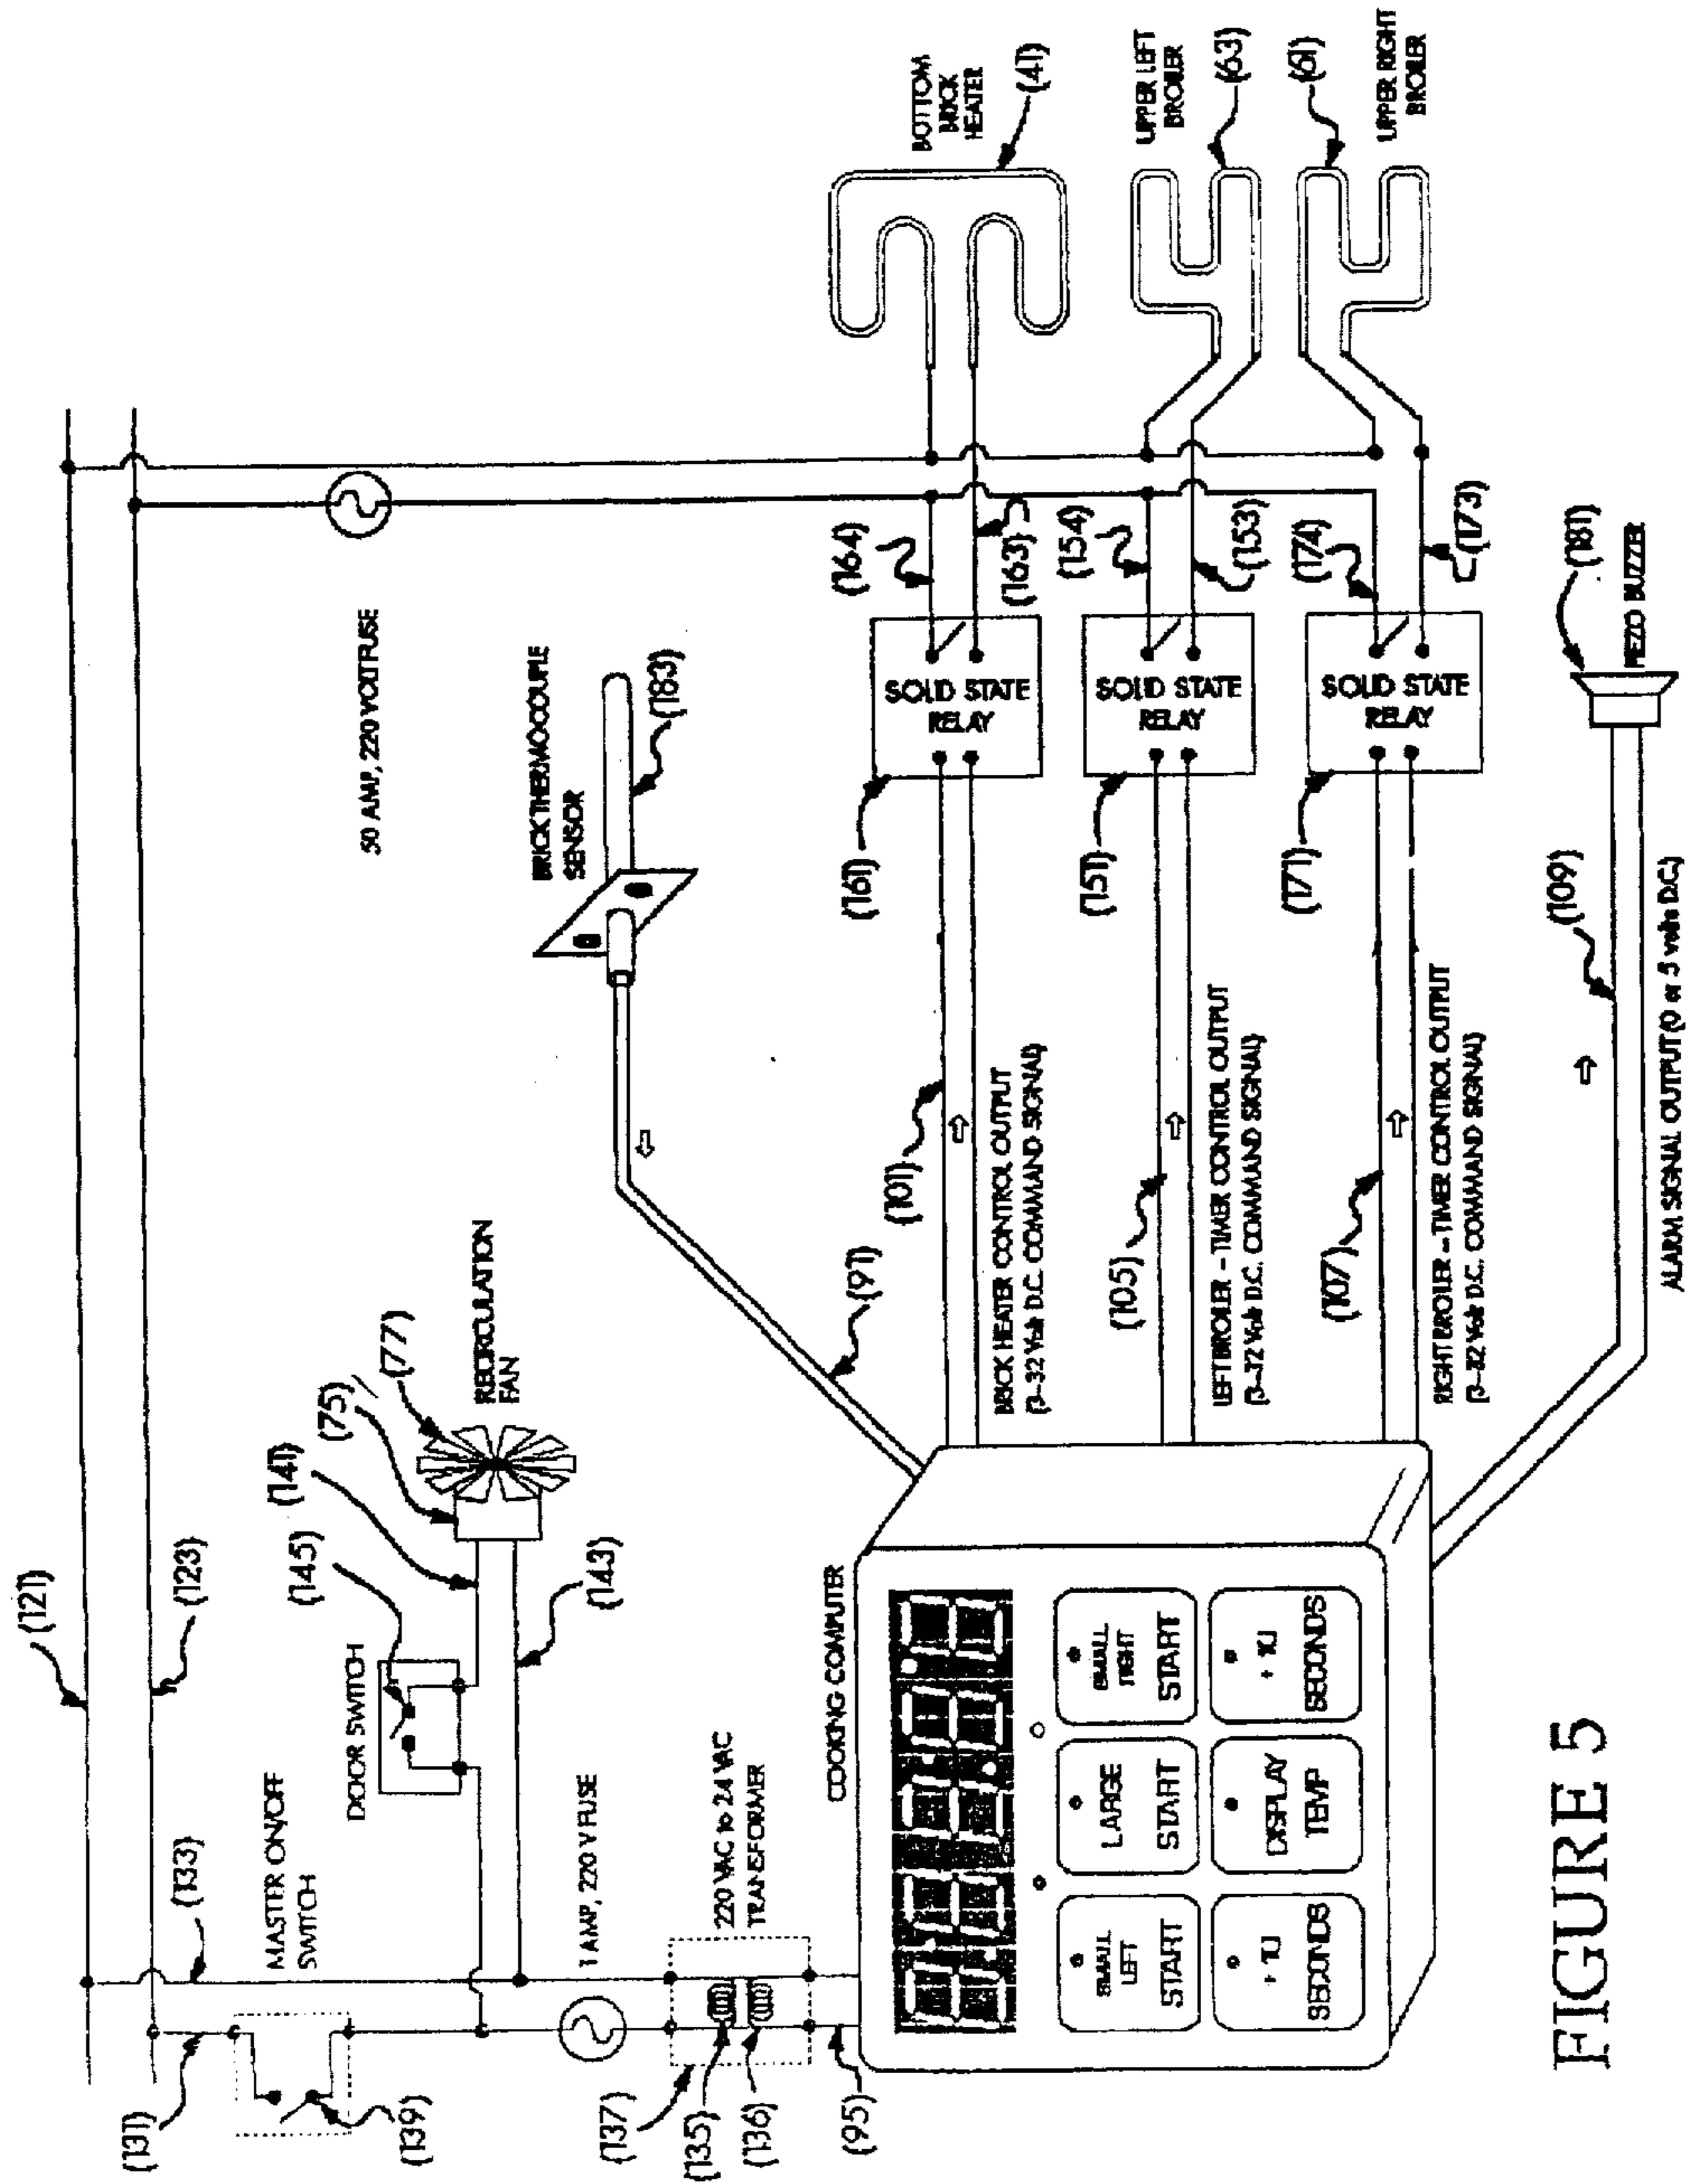 (121)
(123)
(133)
(131)
MASTER ON/OFF
SWITCH
(139)
DOOR SWITCH
(145)
(141)
(75)
(77)
RECIRCULATION
FAN
(143)
1 AMP, 220 V FUSE
220 VAC to 24 VAC
TRANSFORMER
(137)
(135)
(136)
(95)
50 AMP, 220 VOLT FUSE
BRICK THERMOCOUPLE
SENSOR
(183)
(91)
COOKING COMPUTER
SMALL
LEFT
START
LARGE
START
SMALL
RIGHT
START
SECONDS
DISPLAY
TEMP
SECONDS
(101)
BRICK HEATER CONTROL OUTPUT
(3-32 Volt D.C. COMMAND SIGNAL)
(161)
SOLID STATE
RELAY
(164)
(163)
BOTTOM
BRICK
HEATER
(41)
(105)
LEFT BROILER - TIMER CONTROL OUTPUT
(3-32 Volt D.C. COMMAND SIGNAL)
(151)
SOLID STATE
RELAY
(154)
(153)
UPPER LEFT
BROILER
(63)
(107)
RIGHT BROILER - TIMER CONTROL OUTPUT
(3-32 Volt D.C. COMMAND SIGNAL)
(171)
SOLID STATE
RELAY
(174)
(173)
(61)
UPPER RIGHT
BROILER
(109)
ALARM SIGNAL OUTPUT (0 or 5 volts D.C.)
(181)
PIEZO BUZZER
FIGURE 5